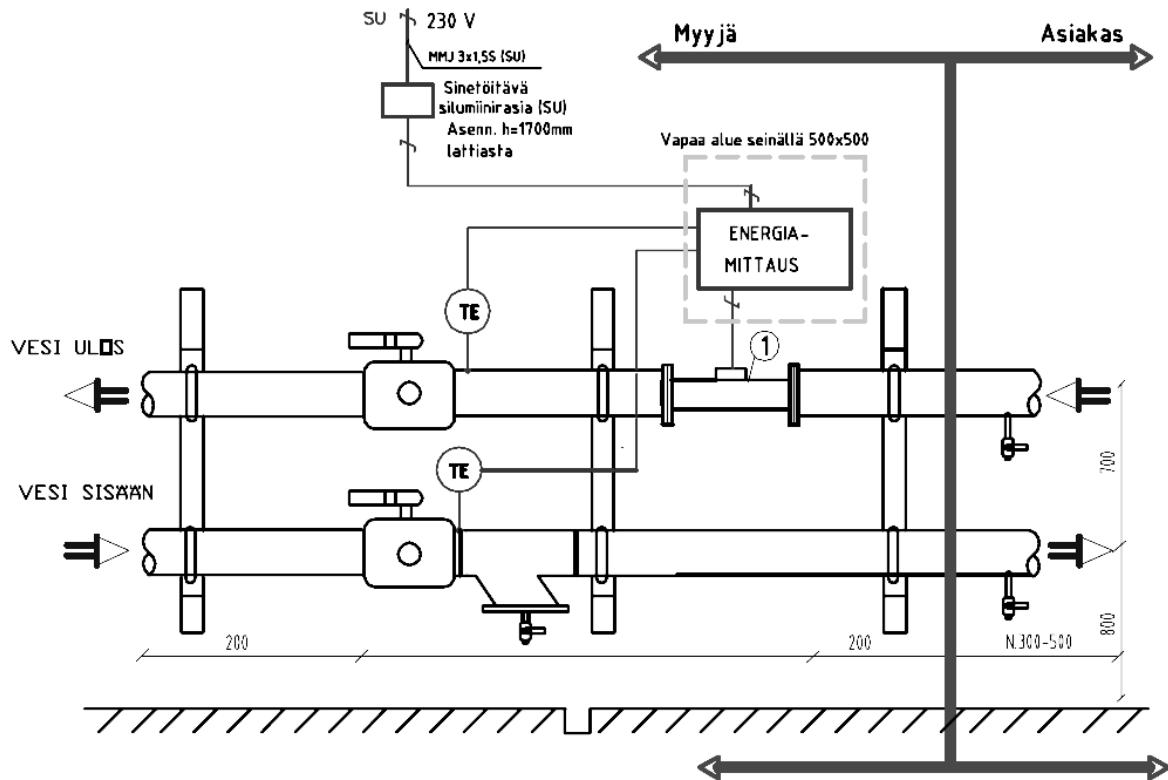 SU 230 V
MMJ 3x1,5S (SU)
Sinetöitävä
silumiinirasia (SU)
Asenn. h=1700mm
lattiasta
Myyjä Asiakas
Vapaa alue seinällä 500x500
ENERGIA-
MITTAUS
TE
1
VESI ULOS
TE
VESI SISÄÄN
700
800
200
200
N.300-500